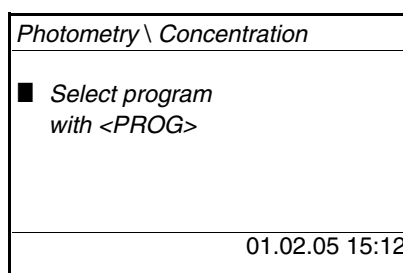 Photometry \ Concentration
Select program
with <PROG>
01.02.05 15:12